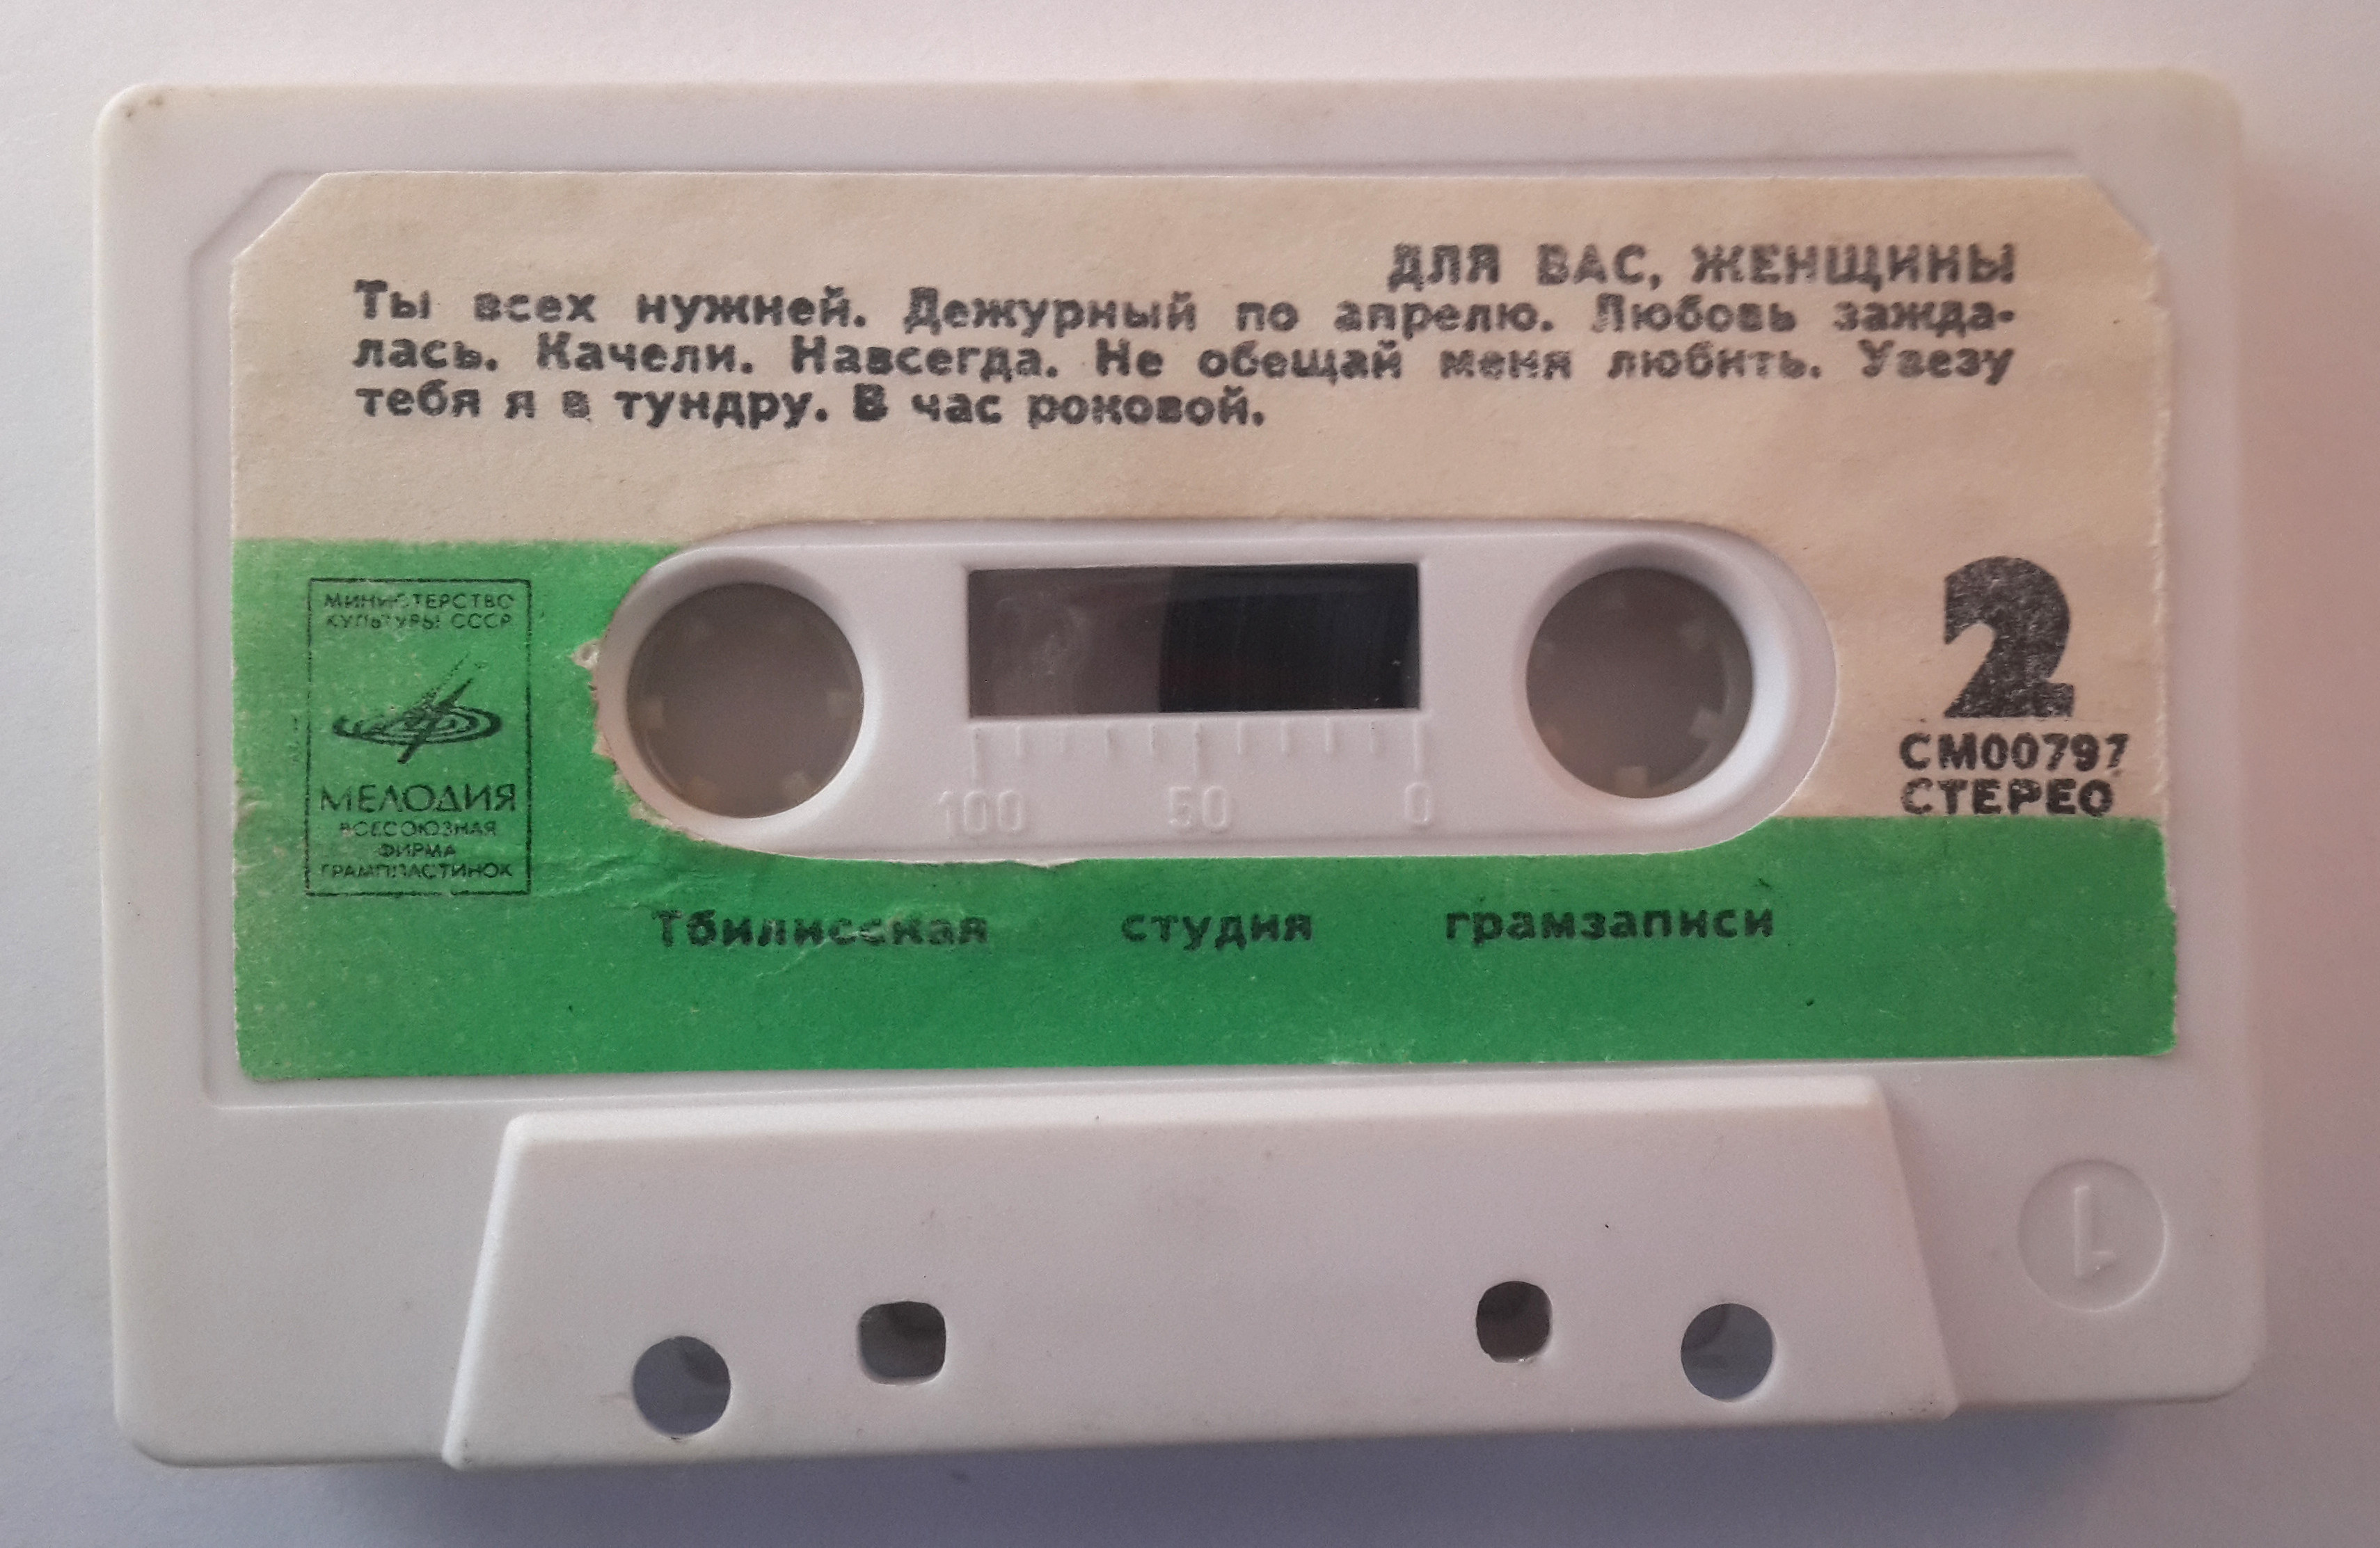 ДЛЯ ВАС, ЖЕНЩИНЫ
Ты всех нужней. Дежурный по апрелю. Любовь зажда-
лась. Качели. Навсегда. Не обещай меня любить. Увезу
тебя я в тундру. В час роковой.
МИНИСТЕРСТВО
КУЛЬТУРЫ СССР
МЕЛОДИЯ
ВСЕСОЮЗНАЯ
ФИРМА
ГРАМПЛАСТИНОК
2
СМ00797
СТЕРЕО
100 50 0
Тбилисская студия грамзаписи
1